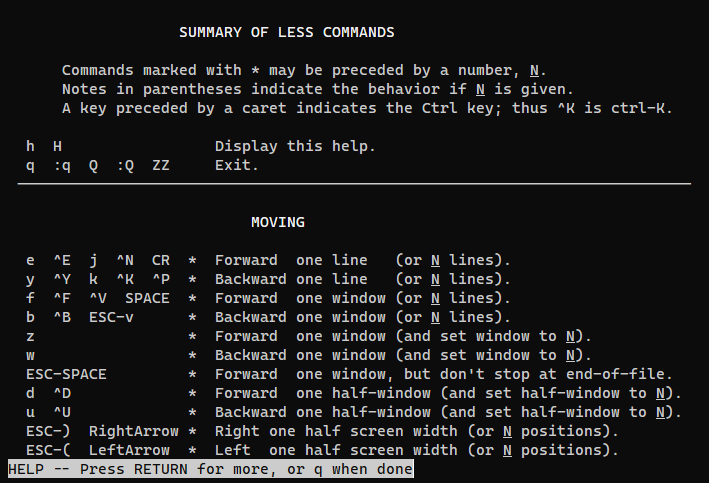 SUMMARY OF LESS COMMANDS
Commands marked with * may be preceded by a number, N.
Notes in parentheses indicate the behavior if N is given.
A key preceded by a caret indicates the Ctrl key; thus ^K is ctrl-K.
h  H                 Display this help.
q  :q  Q  :Q  ZZ     Exit.
MOVING
e  ^E  j  ^N  CR  *  Forward  one line   (or N lines).
y  ^Y  k  ^K  ^P  *  Backward one line   (or N lines).
f  ^F  ^V  SPACE  *  Forward  one window (or N lines).
b  ^B  ESC-v      *  Backward one window (or N lines).
z                 *  Forward  one window (and set window to N).
w                 *  Backward one window (and set window to N).
ESC-SPACE         *  Forward  one window, but don't stop at end-of-file.
d  ^D             *  Forward  one half-window (and set half-window to N).
u  ^U             *  Backward one half-window (and set half-window to N).
ESC-)  RightArrow *  Right one half screen width (or N positions).
ESC-(  LeftArrow  *  Left  one half screen width (or N positions).
HELP -- Press RETURN for more, or q when done